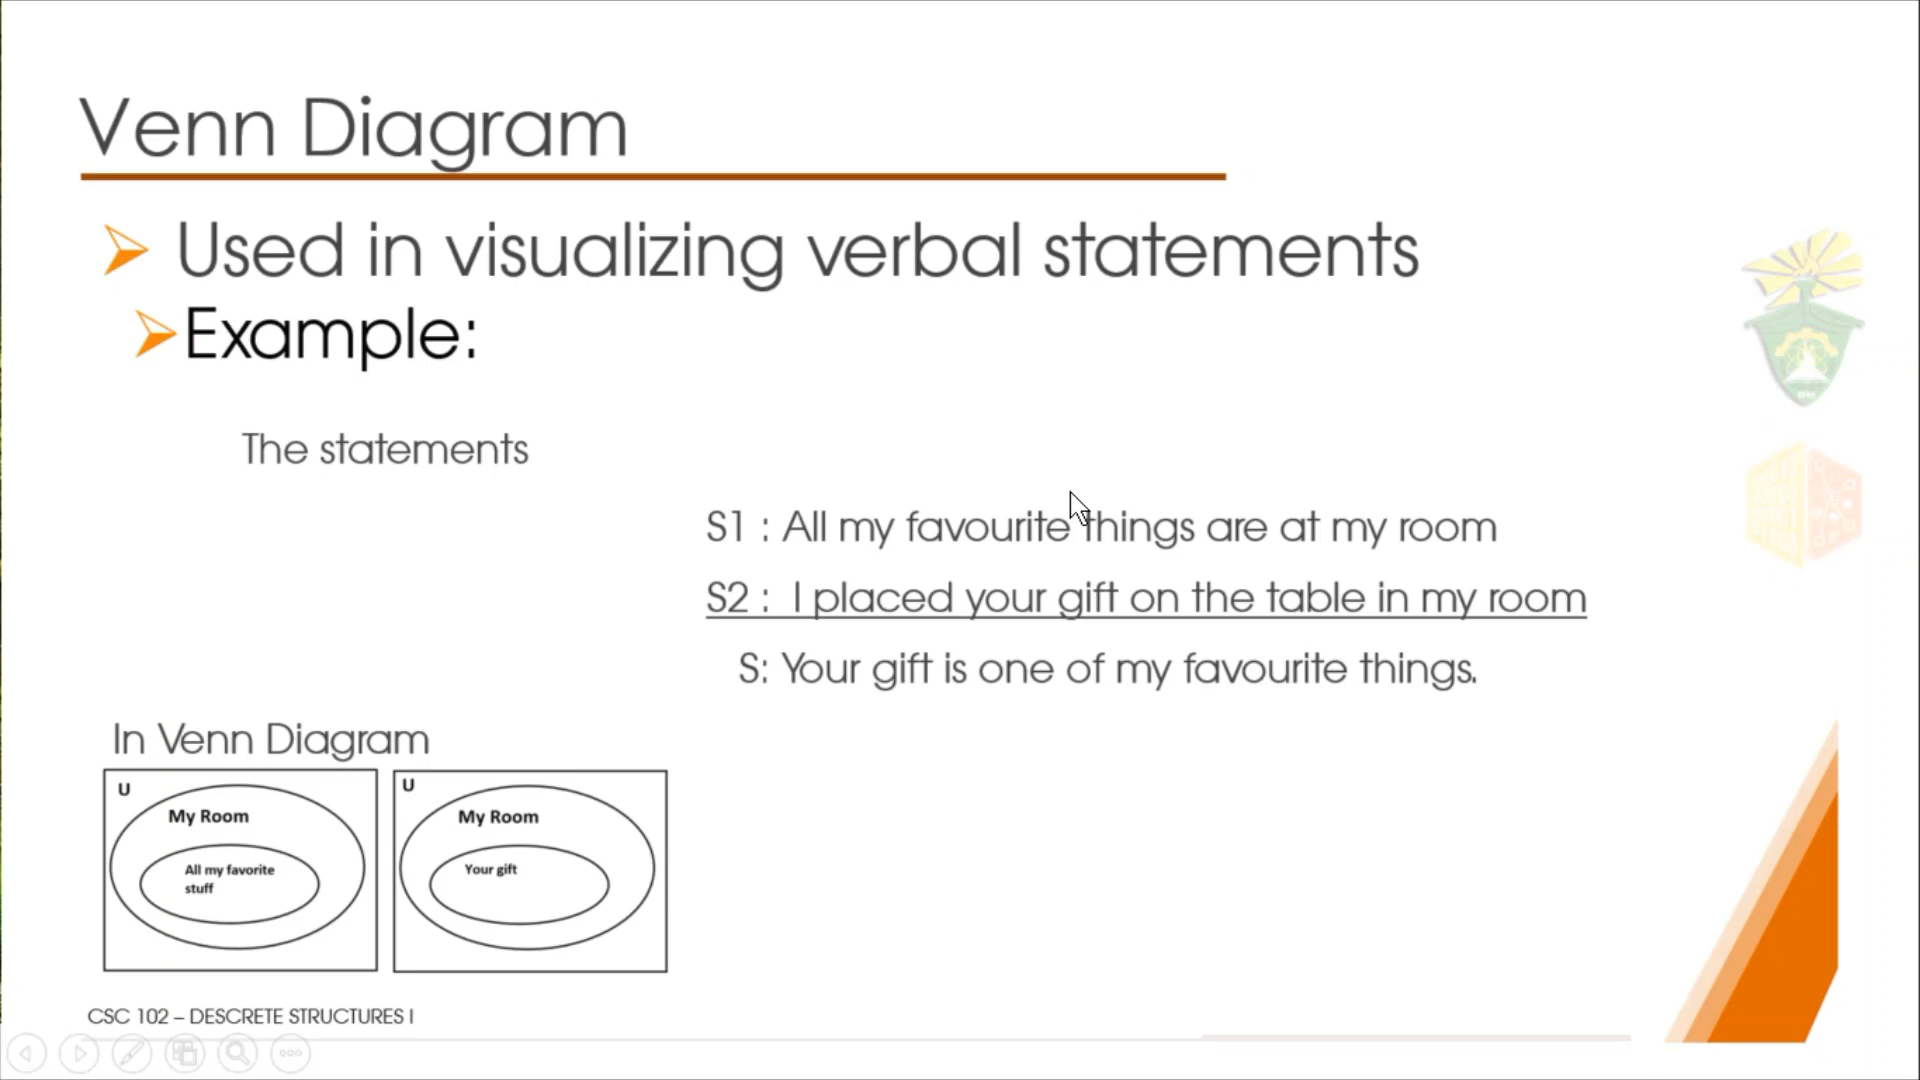 Venn Diagram
Used in visualizing verbal statements
Example:
The statements
S1 : All my favourite things are at my room
S2 : I placed your gift on the table in my room
S: Your gift is one of my favourite things.
In Venn Diagram
U
My Room
All my favorite
stuff
U
My Room
Your gift
CSC 102 – DESCRETE STRUCTURES I